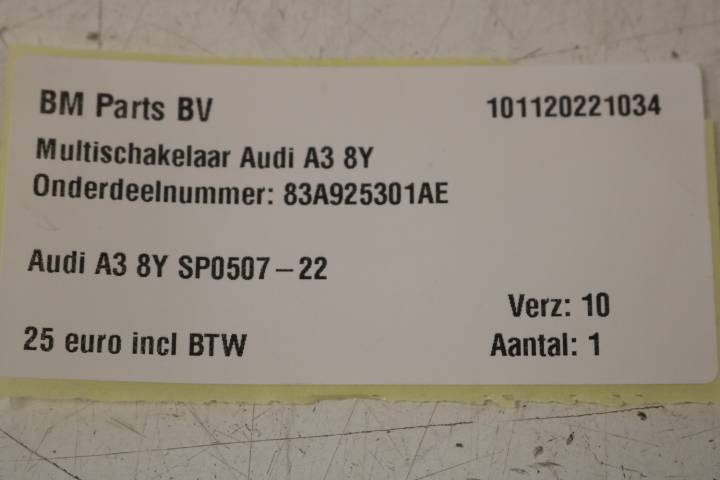 BM Parts BV 101120221034
Multischakelaar Audi A3 8Y
Onderdeelnummer: 83A925301AE
Audi A3 8Y SP0507-22
Verz: 10
25 euro incl BTW Aantal: 1